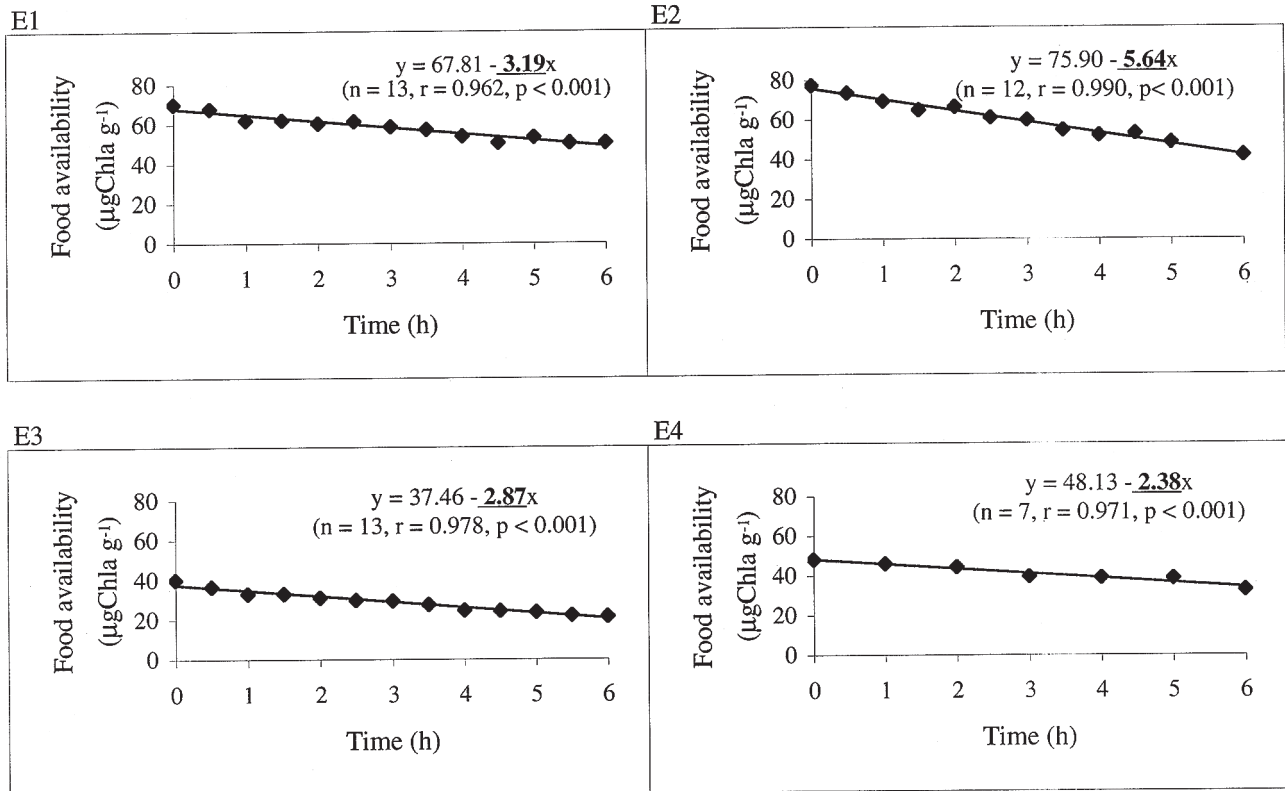 E1
y = 67.81 - 3.19x
(n = 13, r = 0.962, p < 0.001)
Food availability
(µgChla g⁻¹)
80
60
40
20
0
0 1 2 3 4 5 6
Time (h)
E2
y = 75.90 - 5.64x
(n = 12, r = 0.990, p< 0.001)
Food availability
(µgChla g⁻¹)
80
60
40
20
0
0 1 2 3 4 5 6
Time (h)
E3
y = 37.46 - 2.87x
(n = 13, r = 0.978, p < 0.001)
Food availability
(µgChla g⁻¹)
80
60
40
20
0
0 1 2 3 4 5 6
Time (h)
E4
y = 48.13 - 2.38x
(n = 7, r = 0.971, p < 0.001)
Food availability
(µgChla g⁻¹)
80
60
40
20
0
0 1 2 3 4 5 6
Time (h)